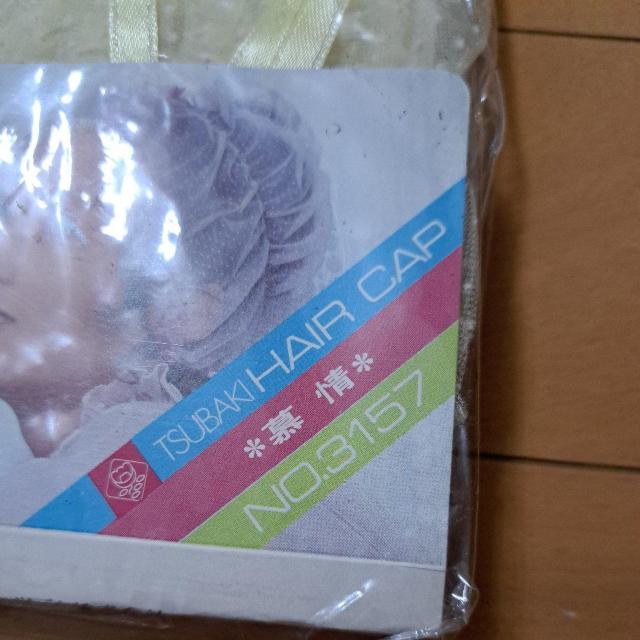 TSUBAKI HAIR CAP
*慕 情*
NO.3157